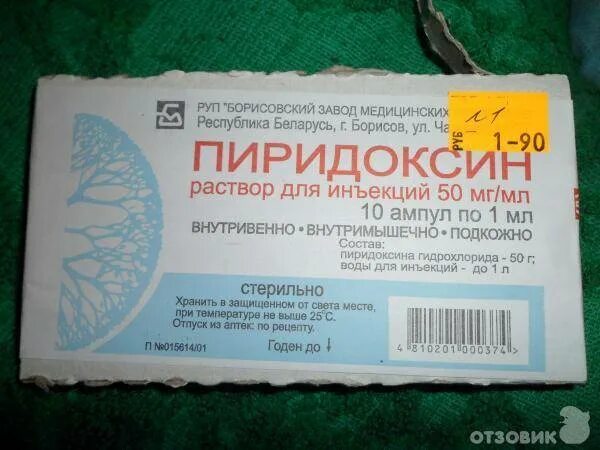 РУП "БОРИСОВСКИЙ ЗАВОД МЕДИЦИНСКИХ
Республика Беларусь, г. Борисов, ул.
РУБ 1-90
ПИРИДОКСИН
раствор для инъекций 50 мг/мл
10 ампул по 1 мл
ВНУТРИВЕННО • ВНУТРИМЫШЕЧНО • ПОДКОЖНО
Состав:
пиридоксина гидрохлорида - 50 г;
воды для инъекций - до 1 л
стерильно
Хранить в защищенном от света месте,
при температуре не выше 25°С.
Отпуск из аптек: по рецепту.
П №015614/01
Годен до
4 810201 000374 >
ОТЗОВИК